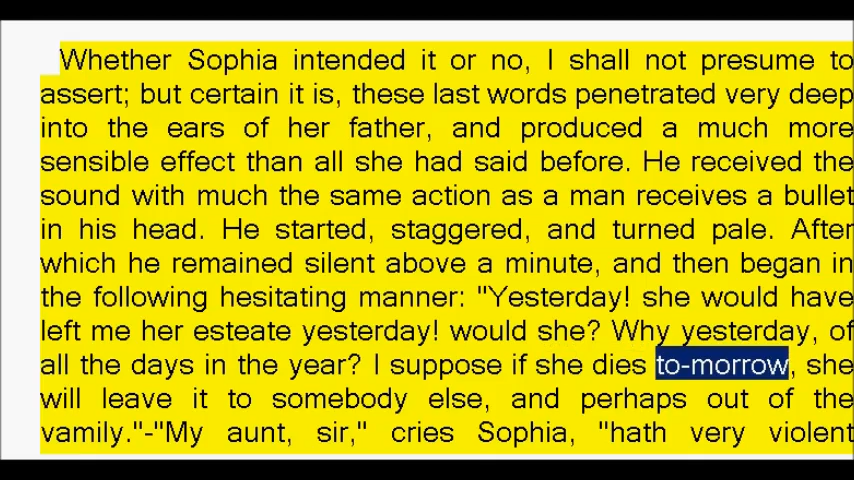 Whether Sophia intended it or no, I shall not presume to
assert; but certain it is, these last words penetrated very deep
into the ears of her father, and produced a much more
sensible effect than all she had said before. He received the
sound with much the same action as a man receives a bullet
in his head. He started, staggered, and turned pale. After
which he remained silent above a minute, and then began in
the following hesitating manner: "Yesterday! she would have
left me her esteate yesterday! would she? Why yesterday, of
all the days in the year? I suppose if she dies to-morrow, she
will leave it to somebody else, and perhaps out of the
vamily."-"My aunt, sir," cries Sophia, "hath very violent